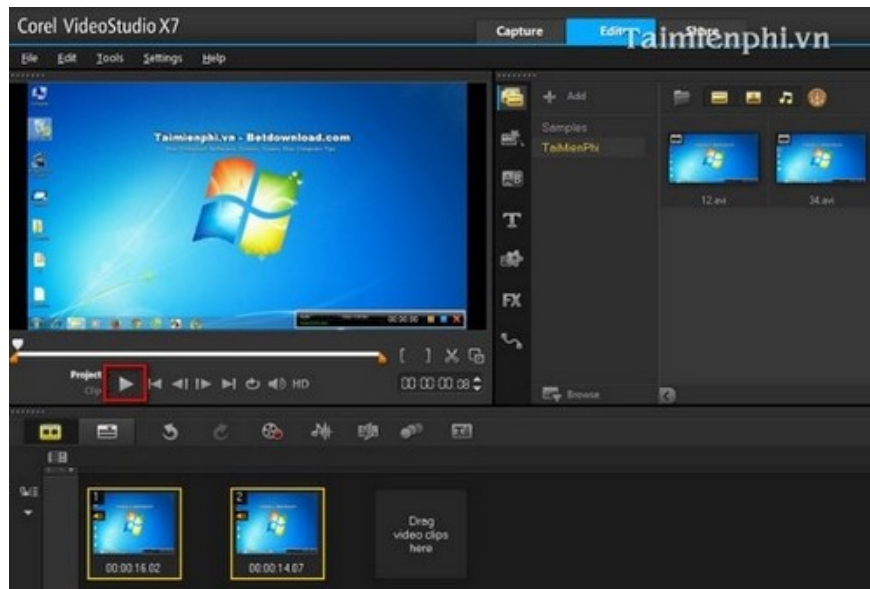 Corel VideoStudio X7
Capture
Edit
Share
Taimienphi.vn
File Edit Tools Settings Help
Taimienphi.vn - Betdownload.com
Add
Samples
TaiMienPhi
12.avi
34.avi
T
FX
Project
Clip
HD
00:00:00.08
Browse
1
2
00:00:16.02
00:00:14.07
Drag
video clips
here